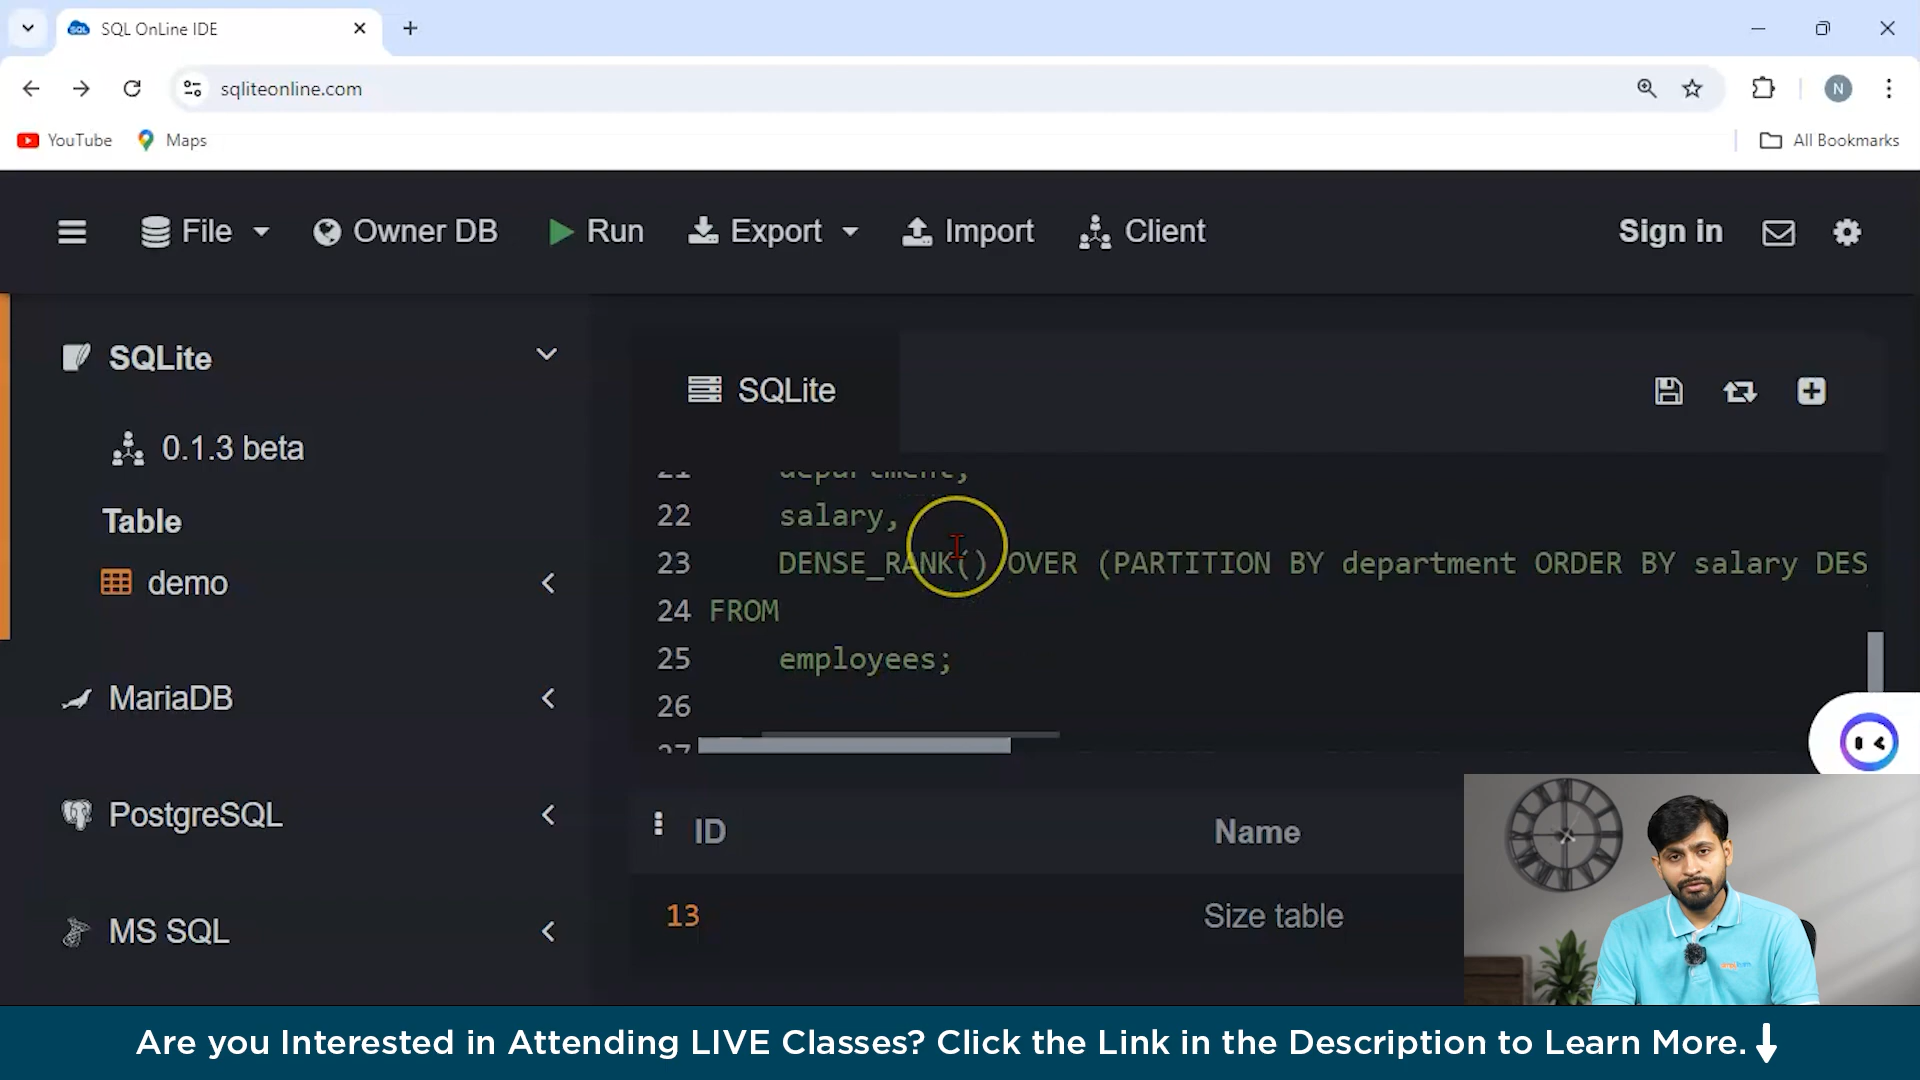 SQL OnLine IDE
sqliteonline.com
N
YouTube
Maps
All Bookmarks
File
Owner DB
Run
Export
Import
Client
Sign in
SQLite
0.1.3 beta
Table
demo
MariaDB
PostgreSQL
MS SQL
SQLite
21 department,
22 salary,
23 DENSE_RANK() OVER (PARTITION BY department ORDER BY salary DES
24 FROM
25 employees;
26
27
ID Name
13 Size table
Are you Interested in Attending LIVE Classes? Click the Link in the Description to Learn More.